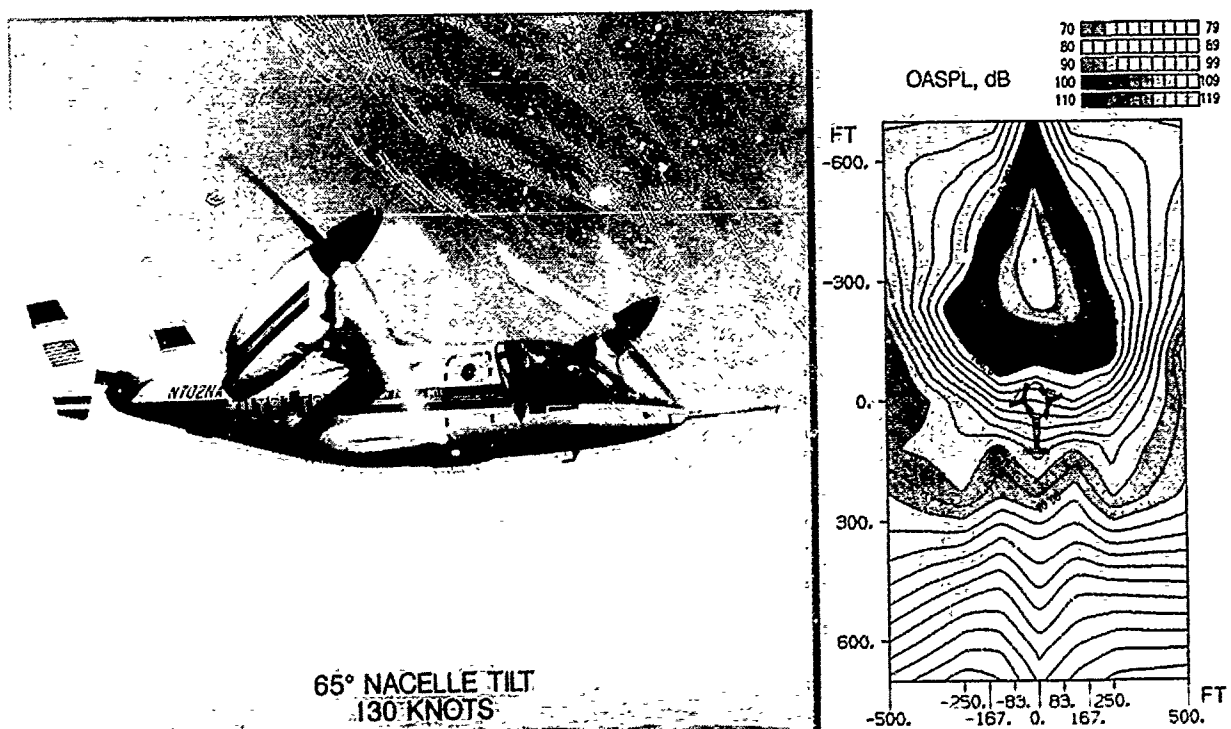 N702NA
65° NACELLE TILT
130 KNOTS
OASPL, dB
70 79
80 89
90 99
100 109
110 119
FT
-600.
-300.
0.
300.
600.
-250. -83. 83. 250.
-500. -167. 0. 167. 500.
FT